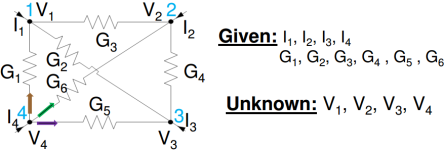 1 V₁ V₂ 2
I₁ G₃ I₂
G₁ G₂ G₆ G₄
I₄ 4 G₅ 3 I₃
V₄ V₃
Given: I₁, I₂, I₃, I₄
G₁, G₂, G₃, G₄ , G₅ , G₆
Unknown: V₁, V₂, V₃, V₄